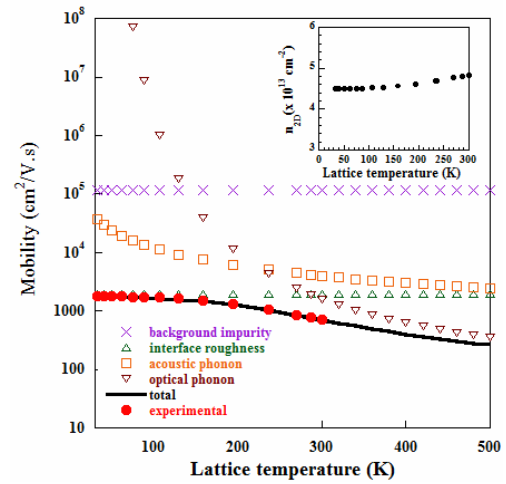 10⁸
10⁷
10⁶
10⁵
10⁴
1000
100
10
Mobility (cm²/V.s)
6
5
4
3
n₂D(x 10¹³ cm⁻²)
0 50 100 150 200 250 300
Lattice temperature (K)
background impurity
interface roughness
acoustic phonon
optical phonon
total
experimental
100 200 300 400 500
Lattice temperature (K)